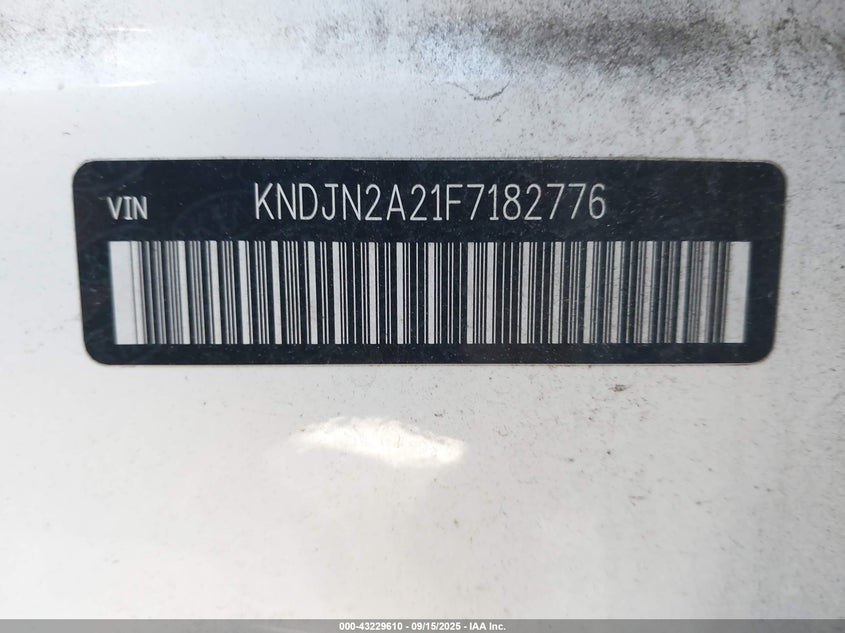 VIN KNDJN2A21F7182776
000-43229610 - 09/15/2025 - IAA Inc.